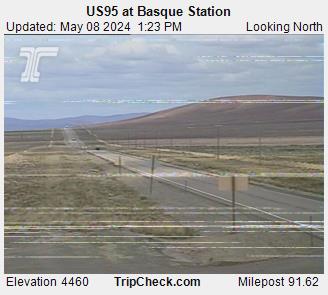 US95 at Basque Station
Updated: May 08 2024 1:23 PM Looking North
Elevation 4460 TripCheck.com Milepost 91.62